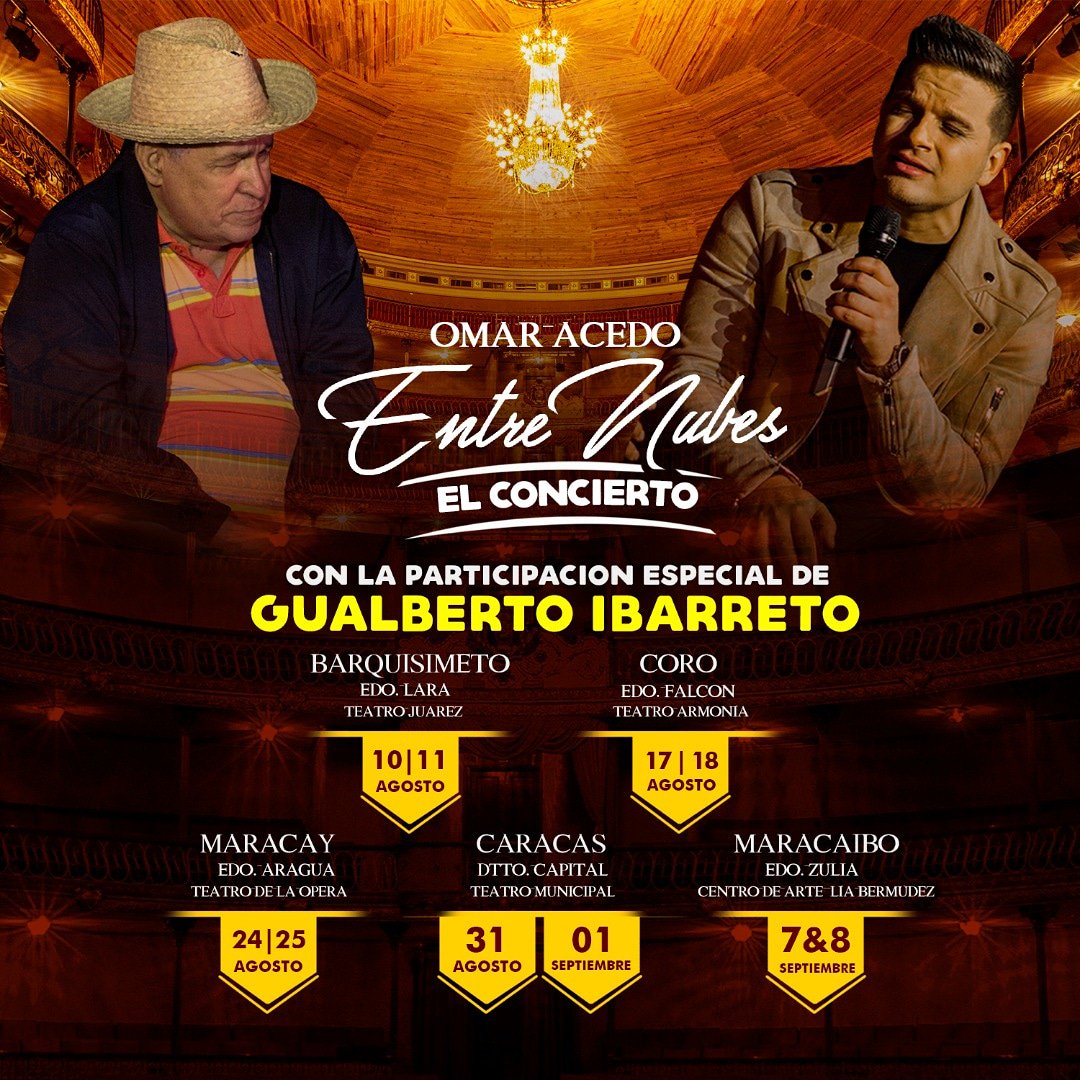 OMAR ACEDO
Entre Nubes
EL CONCIERTO
CON LA PARTICIPACION ESPECIAL DE
GUALBERTO IBARRETO
BARQUISIMETO
EDO. LARA
TEATRO JUAREZ
10|11
AGOSTO
CORO
EDO. FALCON
TEATRO ARMONIA
17 | 18
AGOSTO
MARACAY
EDO. ARAGUA
TEATRO DE LA OPERA
24|25
AGOSTO
CARACAS
DTTO. CAPITAL
TEATRO MUNICIPAL
31
AGOSTO
01
SEPTIEMBRE
MARACAIBO
EDO. ZULIA
CENTRO DE ARTE LIA BERMUDEZ
7&8
SEPTIEMBRE